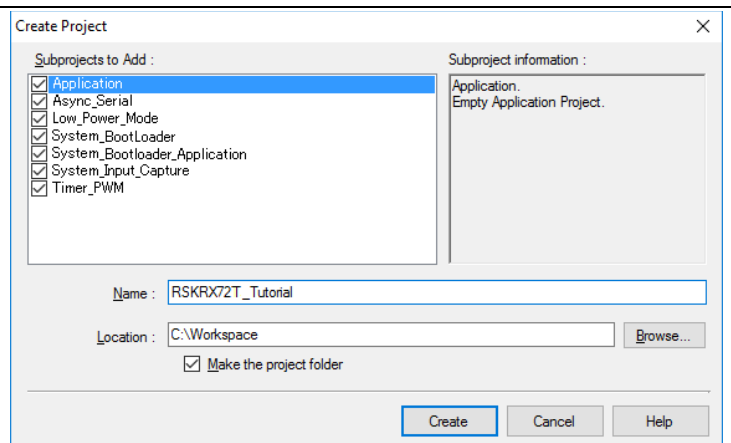 Create Project
Subprojects to Add :
Subproject information :
Application
Async_Serial
Low_Power_Mode
System_BootLoader
System_Bootloader_Application
System_Input_Capture
Timer_PWM
Application.
Empty Application Project.
Name :
RSKRX72T_Tutorial
Location :
C:\Workspace
Browse...
Make the project folder
Create
Cancel
Help